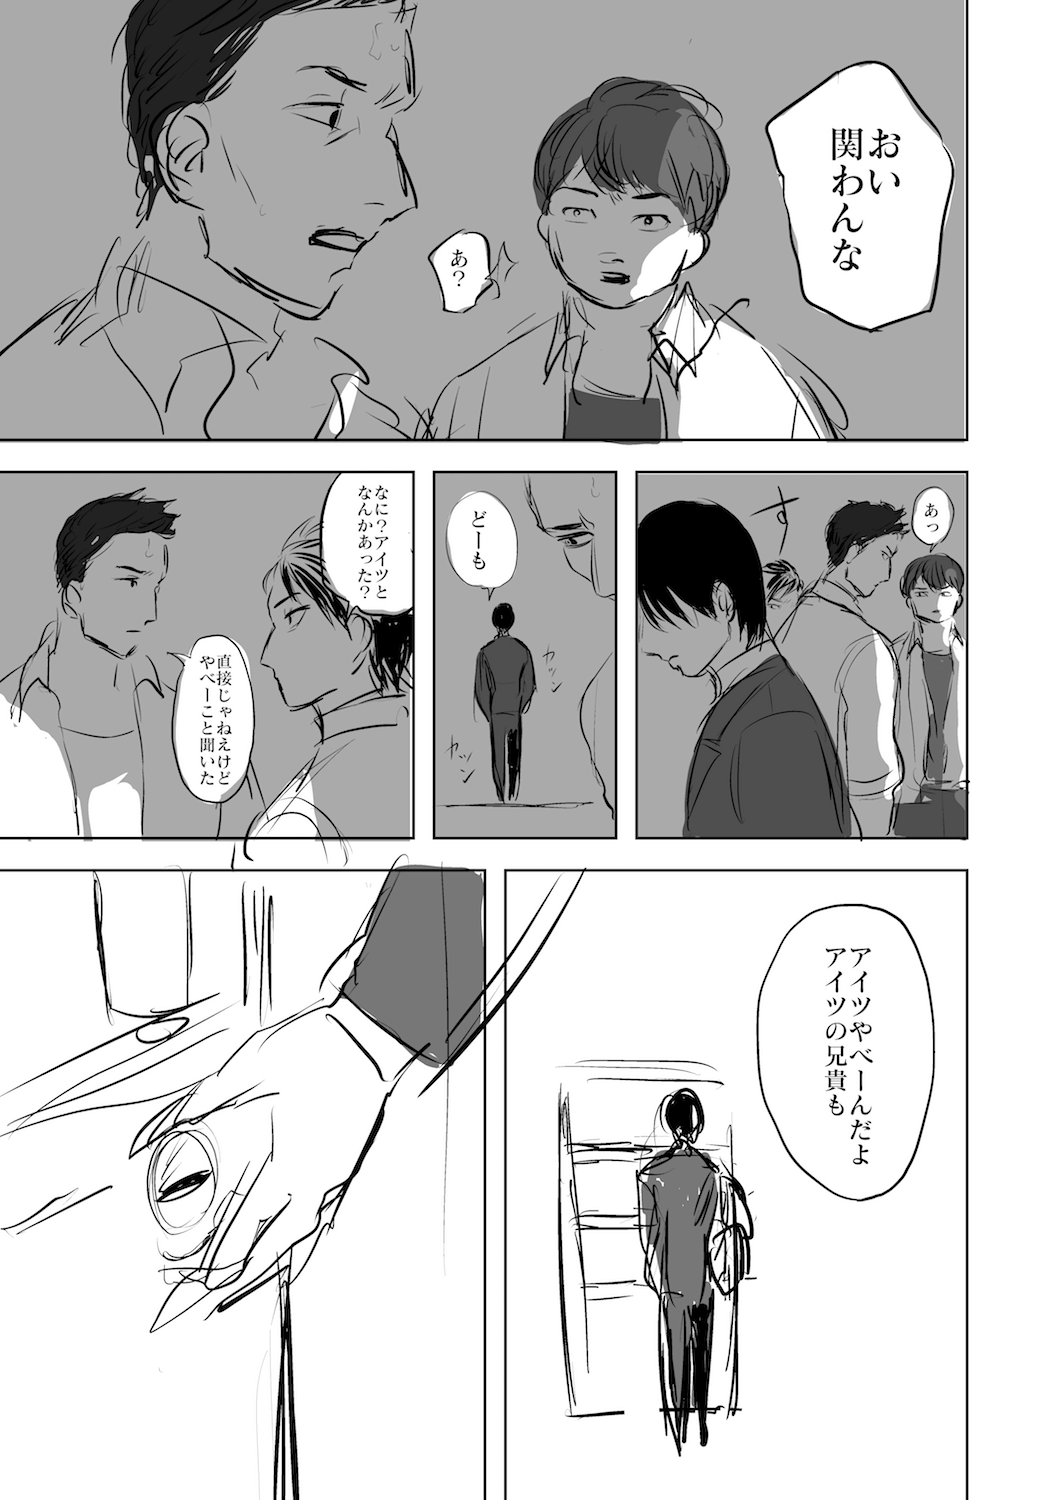 おい
関わんな
あ？
あっ
す
どーも
カッン
カッン
なに？アイツと
なんかあった？
直接じゃねえけど
やべーこと聞いた
アイツやべーんだよ
アイツの兄貴も